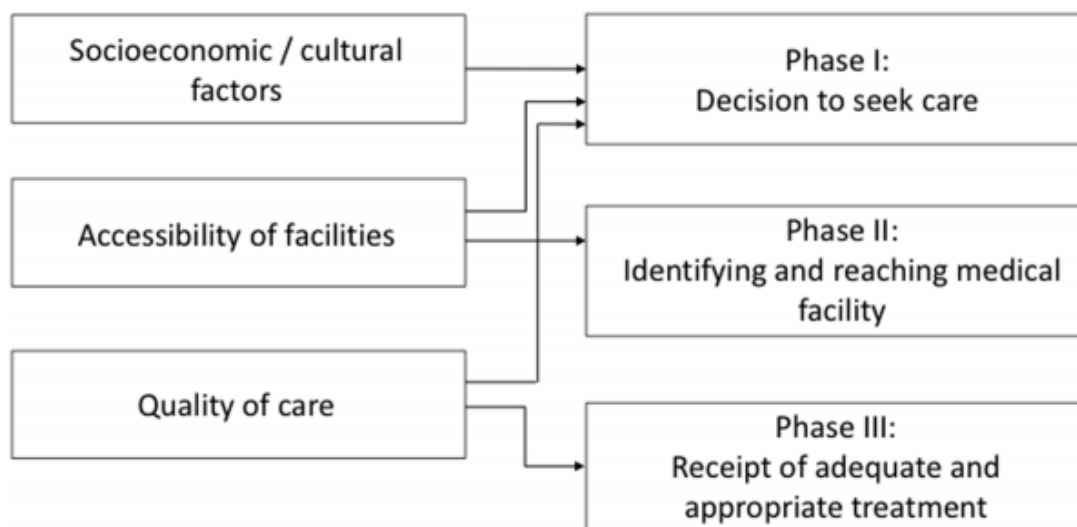 Socioeconomic / cultural
factors
Phase I:
Decision to seek care
Accessibility of facilities
Phase II:
Identifying and reaching medical
facility
Quality of care
Phase III:
Receipt of adequate and
appropriate treatment